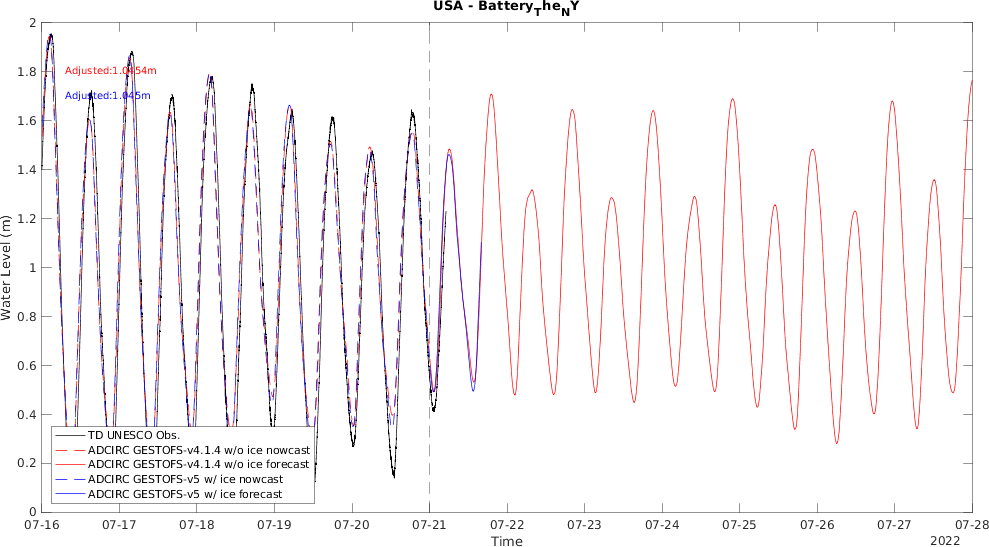 USA - BatteryTheNY
2
1.8
Adjusted:1.0454m
Adjusted:1.045m
1.6
1.4
1.2
1
0.8
0.6
0.4
0.2
0
Water Level (m)
TD UNESCO Obs.
ADCIRC GESTOFS-v4.1.4 w/o ice nowcast
ADCIRC GESTOFS-v4.1.4 w/o ice forecast
ADCIRC GESTOFS-v5 w/ ice nowcast
ADCIRC GESTOFS-v5 w/ ice forecast
07-16 07-17 07-18 07-19 07-20 07-21 07-22 07-23 07-24 07-25 07-26 07-27 07-28
Time
2022